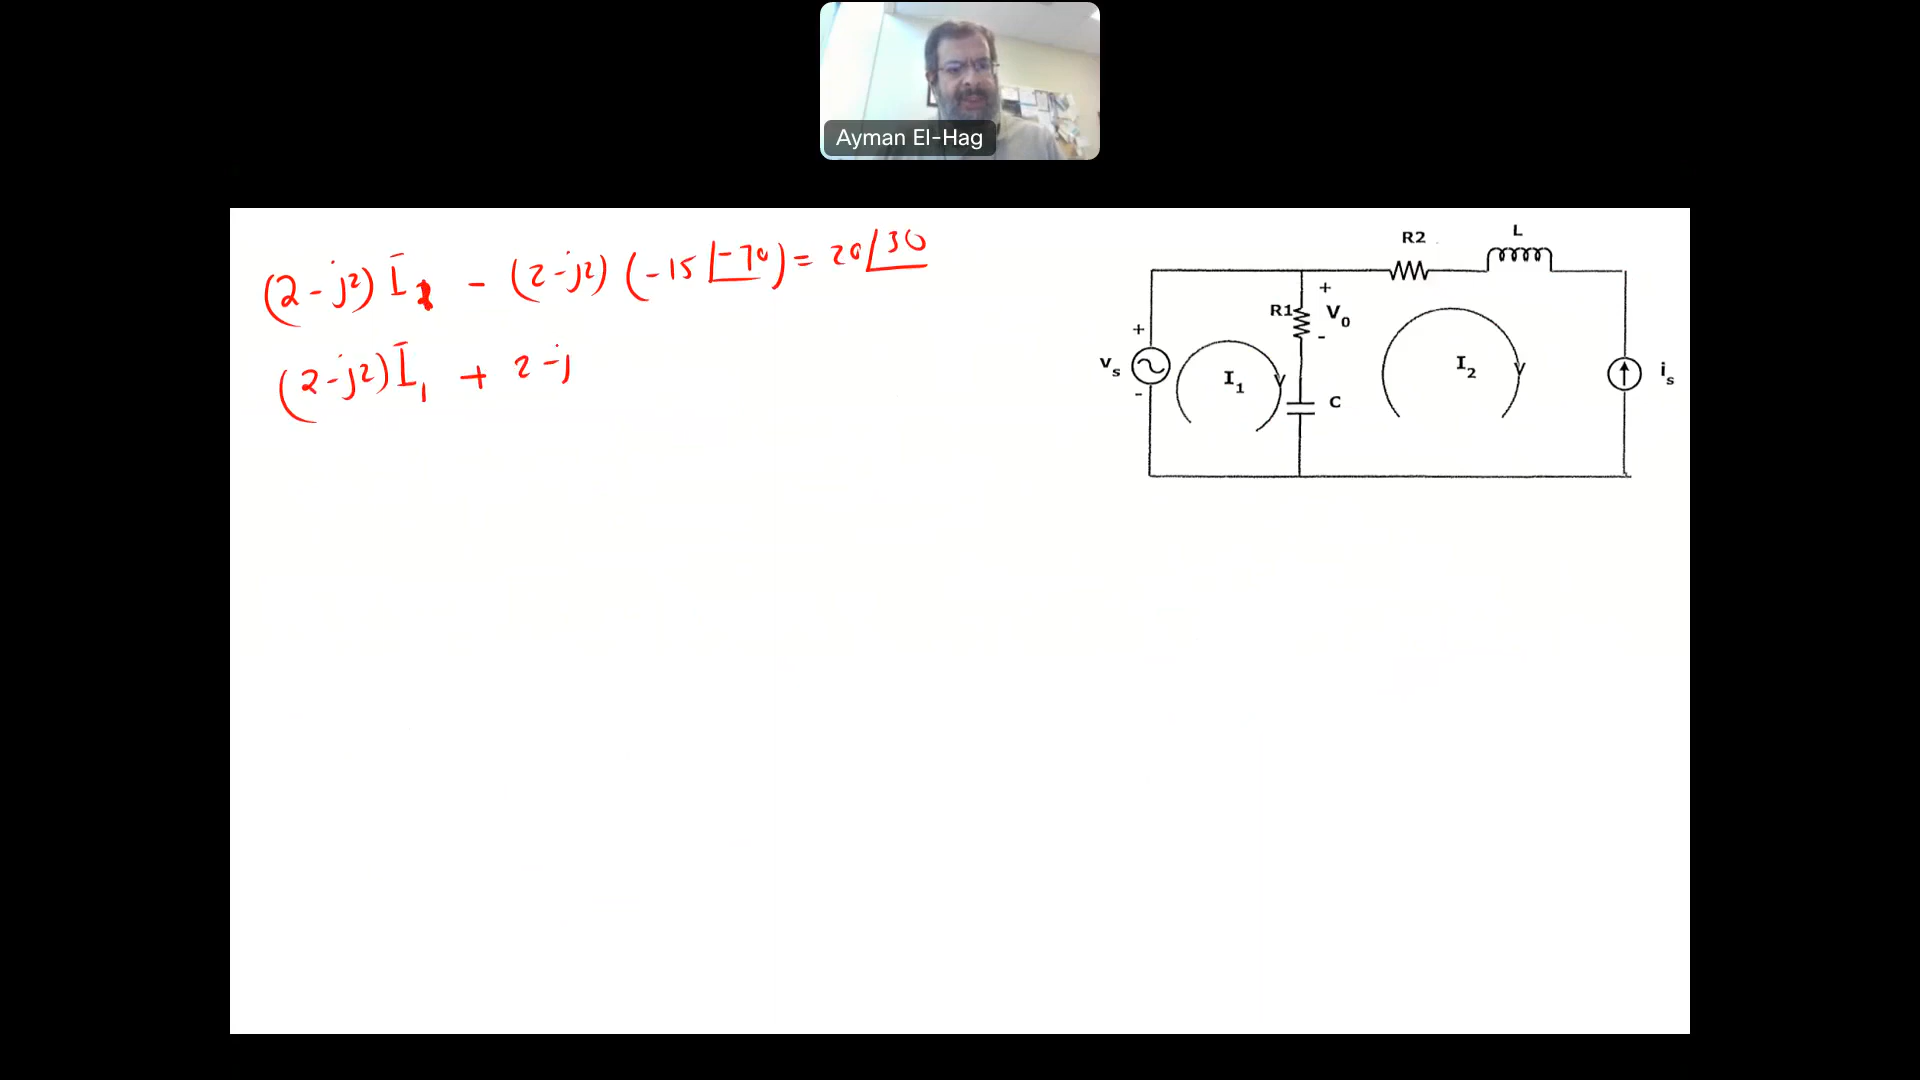 Ayman El-Hag
(2-j2) I1 - (2-j2) (-15∠-70) = 20∠30
(2-j2) I1 + 2-j
R2
L
+
R1
V0
-
+
vs
-
I1
I2
C
is